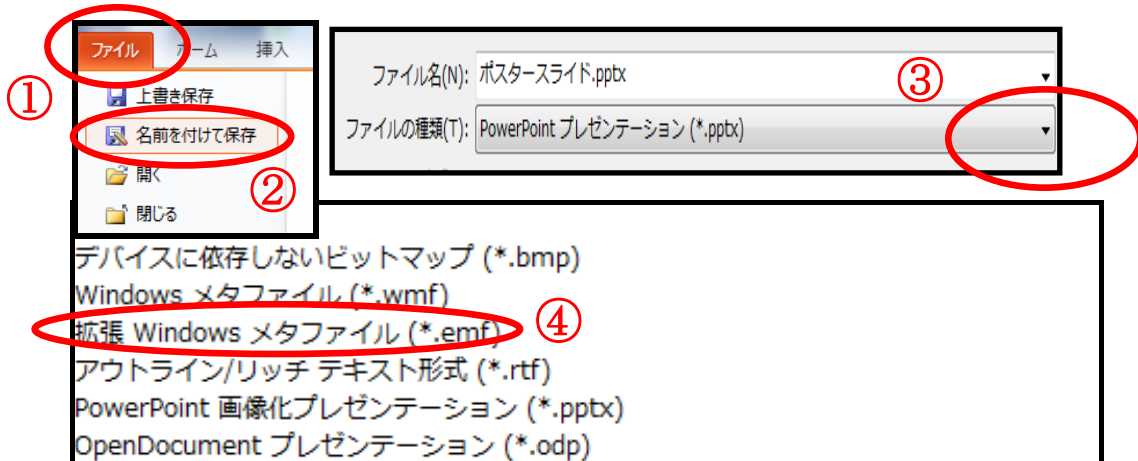 ①
ファイル ホーム 挿入
上書き保存
名前を付けて保存
②
開く
閉じる
ファイル名(N): ポスタースライド.pptx
③
ファイルの種類(T): PowerPoint プレゼンテーション (*.pptx)
デバイスに依存しないビットマップ (*.bmp)
Windows メタファイル (*.wmf)
拡張 Windows メタファイル (*.emf)
④
アウトライン/リッチ テキスト形式 (*.rtf)
PowerPoint 画像化プレゼンテーション (*.pptx)
OpenDocument プレゼンテーション (*.odp)